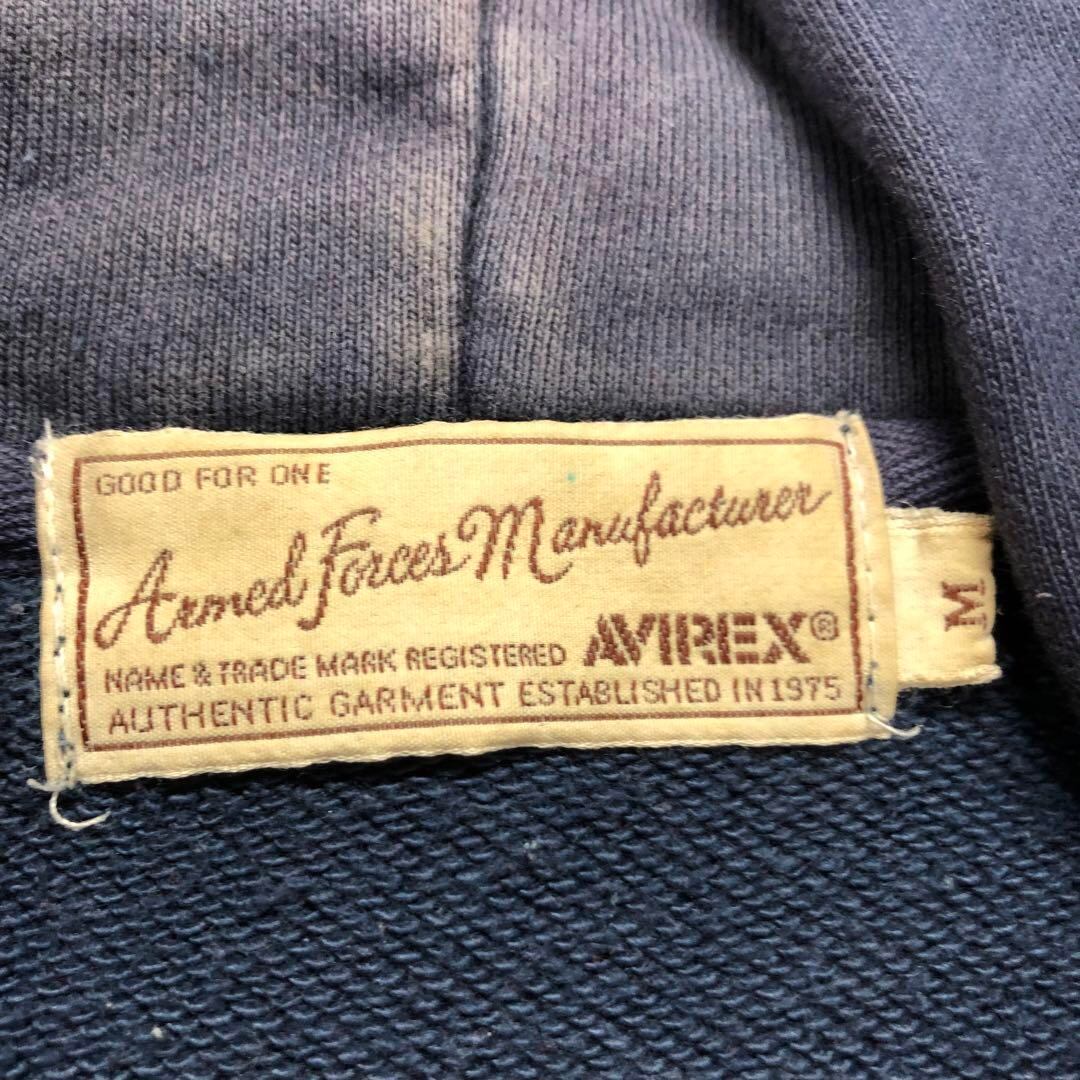 GOOD FOR ONE
Armed Forces Manufacturer
NAME & TRADE MARK REGISTERED AVIREX®
AUTHENTIC GARMENT ESTABLISHED IN 1975
M